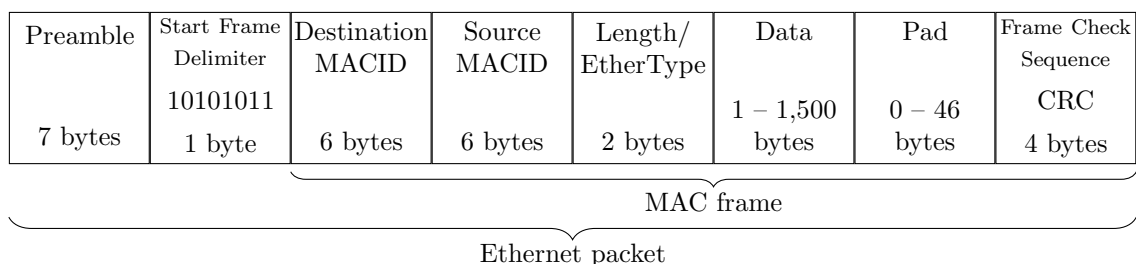 Preamble
7 bytes
Start Frame
Delimiter
10101011
1 byte
Destination
MACID
6 bytes
Source
MACID
6 bytes
Length/
EtherType
2 bytes
Data
1 – 1,500
bytes
Pad
0 – 46
bytes
Frame Check
Sequence
CRC
4 bytes
MAC frame
Ethernet packet